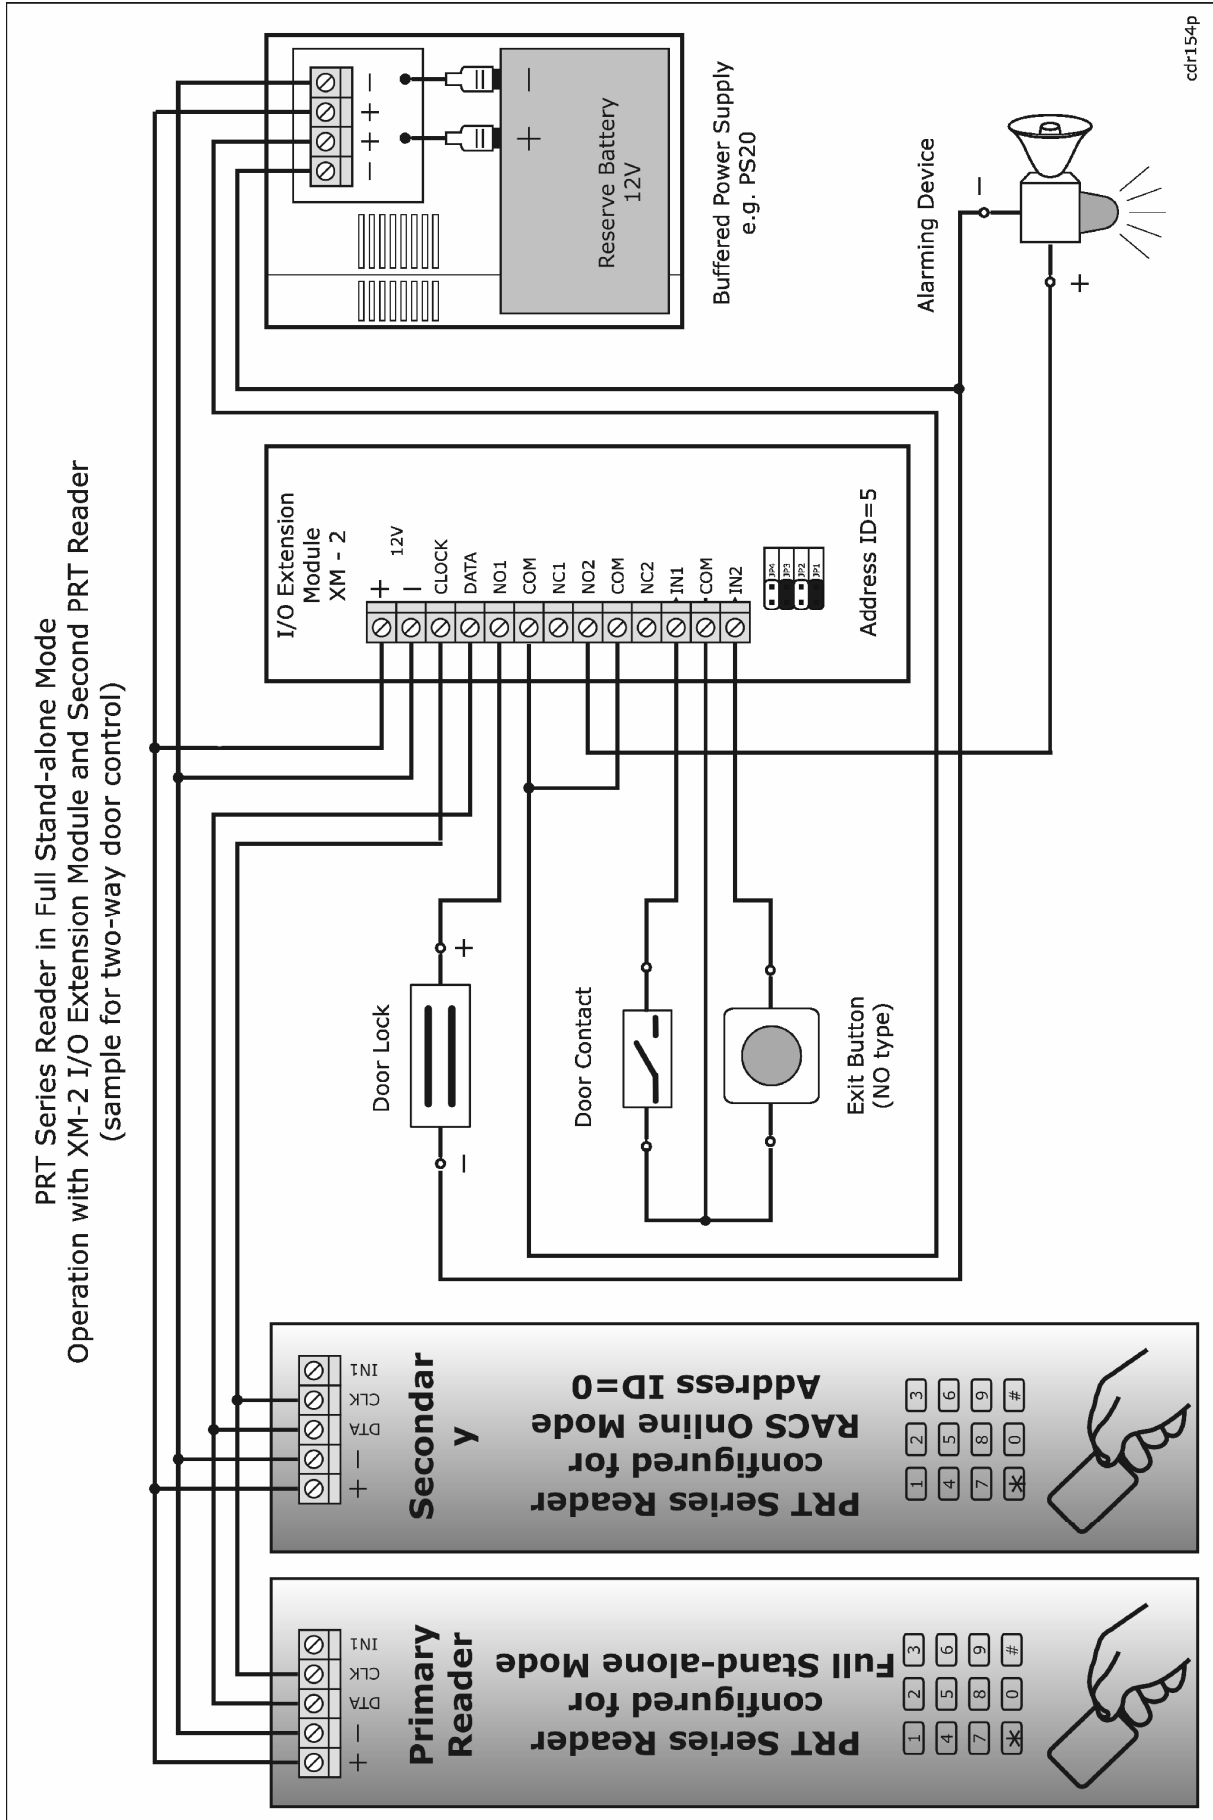 PRT Series Reader in Full Stand-alone Mode
Operation with XM-2 I/O Extension Module and Second PRT Reader
(sample for two-way door control)
cdr154p
–
+
+
–
–
+
Reserve Battery
12V
Buffered Power Supply
e.g. PS20
Alarming Device
–
+
I/O Extension
Module
XM - 2
+
–
12V
CLOCK
DATA
NO1
COM
NC1
NO2
COM
NC2
IN1
COM
IN2
JP4
JP3
JP2
JP1
Address ID=5
Door Lock
+
–
Door Contact
Exit Button
(NO type)
IN1
CLK
DTA
–
+
Secondar
y
PRT Series Reader
configured for
RACS Online Mode
Address ID=0
1 2 3
4 5 6
7 8 9
* 0 #
IN1
CLK
DTA
–
+
Primary
Reader
PRT Series Reader
configured for
Full Stand-alone Mode
1 2 3
4 5 6
7 8 9
* 0 #